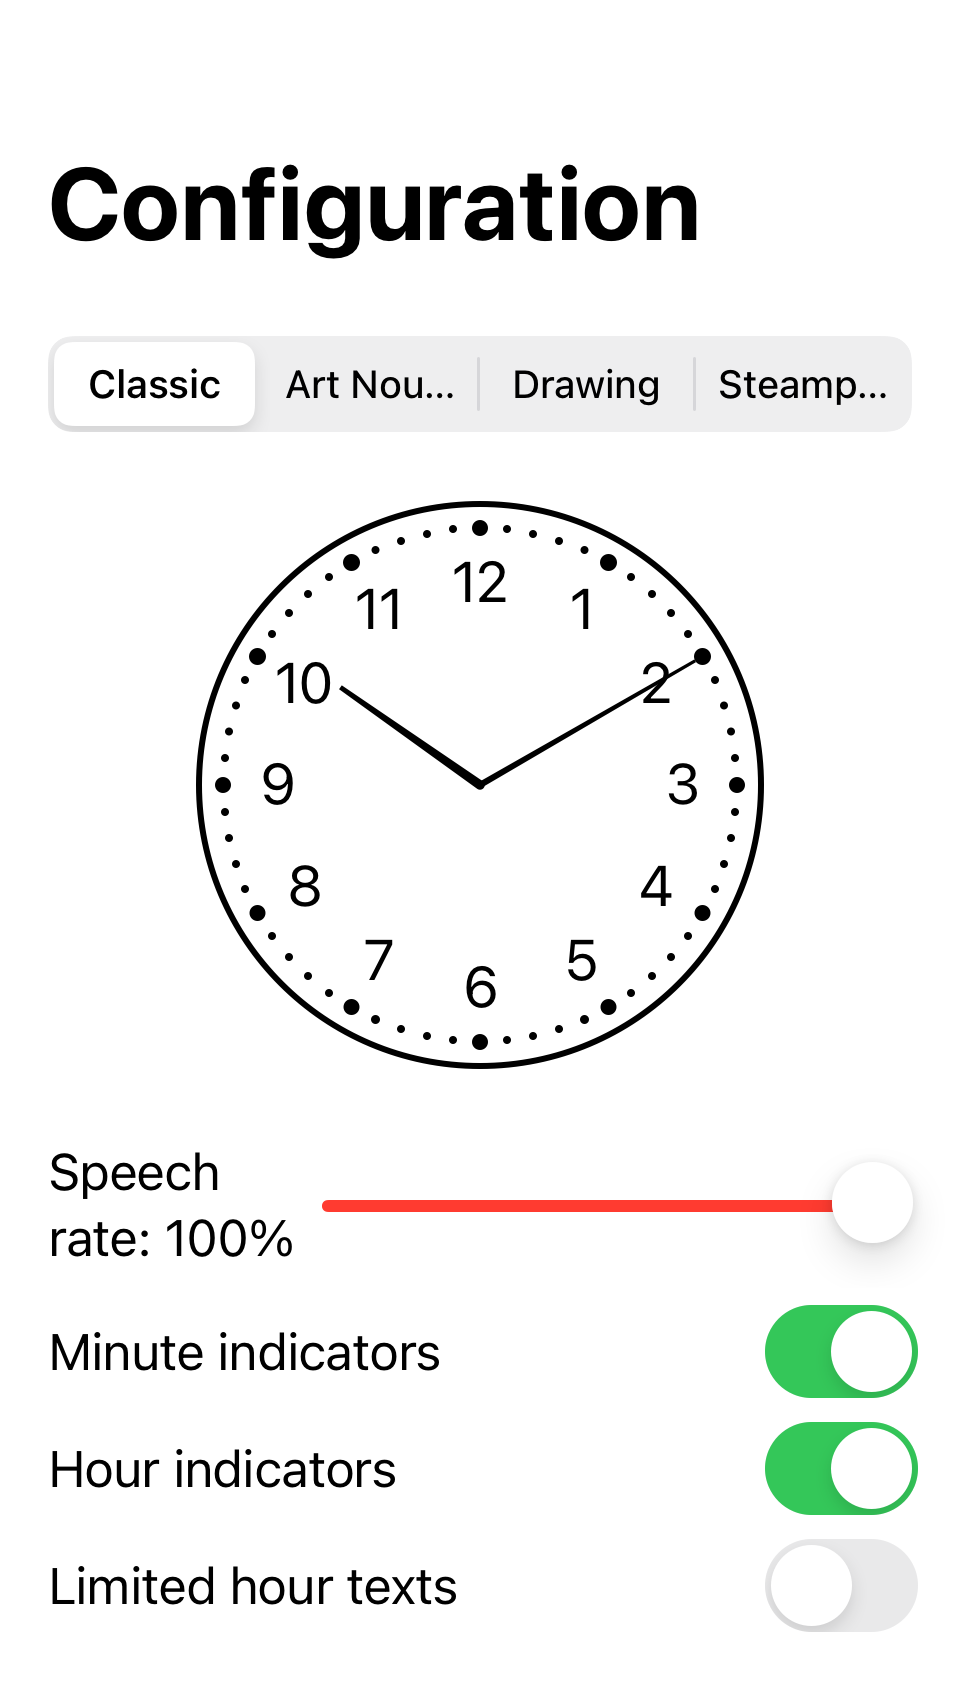 Configuration
Classic Art Nou... Drawing Steamp...
12
11 1
10 2
9 3
8 4
7 5
6
Speech
rate: 100%
Minute indicators
Hour indicators
Limited hour texts